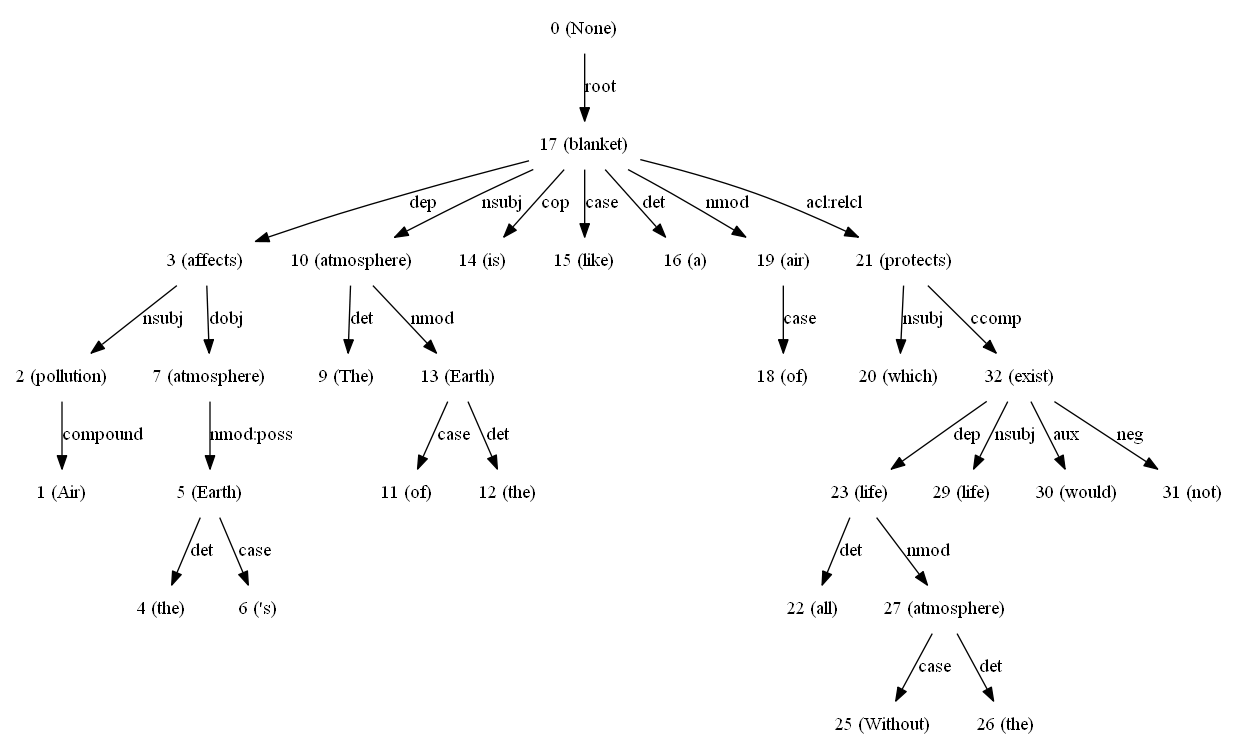 0 (None)
root
17 (blanket)
dep nsubj cop case det nmod acl:relcl
3 (affects) 10 (atmosphere) 14 (is) 15 (like) 16 (a) 19 (air) 21 (protects)
nsubj dobj det nmod case nsubj ccomp
2 (pollution) 7 (atmosphere) 9 (The) 13 (Earth) 18 (of) 20 (which) 32 (exist)
compound nmod:poss case det dep nsubj aux neg
1 (Air) 5 (Earth) 11 (of) 12 (the) 23 (life) 29 (life) 30 (would) 31 (not)
det case det nmod
4 (the) 6 ('s) 22 (all) 27 (atmosphere)
case det
25 (Without) 26 (the)